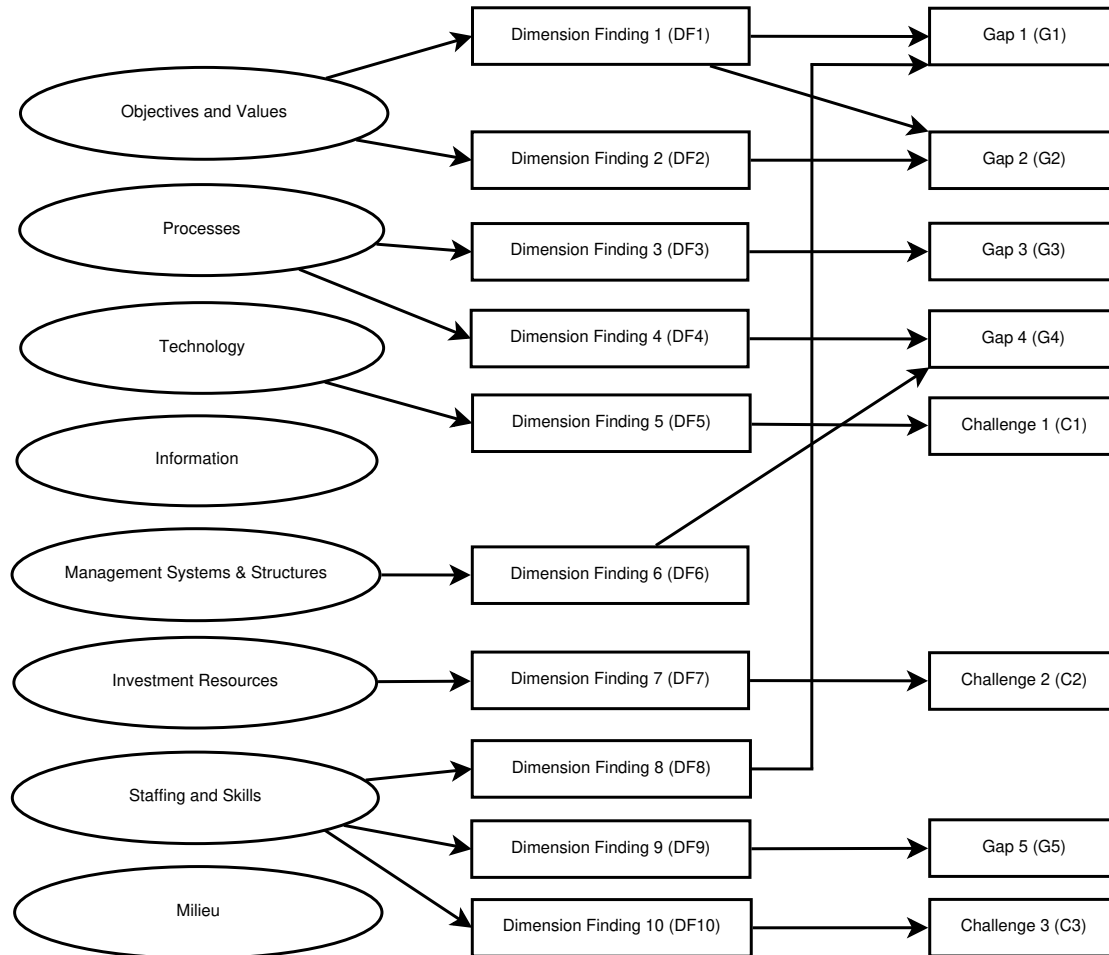 Objectives and Values
Processes
Technology
Information
Management Systems & Structures
Investment Resources
Staffing and Skills
Milieu
Dimension Finding 1 (DF1)
Dimension Finding 2 (DF2)
Dimension Finding 3 (DF3)
Dimension Finding 4 (DF4)
Dimension Finding 5 (DF5)
Dimension Finding 6 (DF6)
Dimension Finding 7 (DF7)
Dimension Finding 8 (DF8)
Dimension Finding 9 (DF9)
Dimension Finding 10 (DF10)
Gap 1 (G1)
Gap 2 (G2)
Gap 3 (G3)
Gap 4 (G4)
Challenge 1 (C1)
Challenge 2 (C2)
Gap 5 (G5)
Challenge 3 (C3)